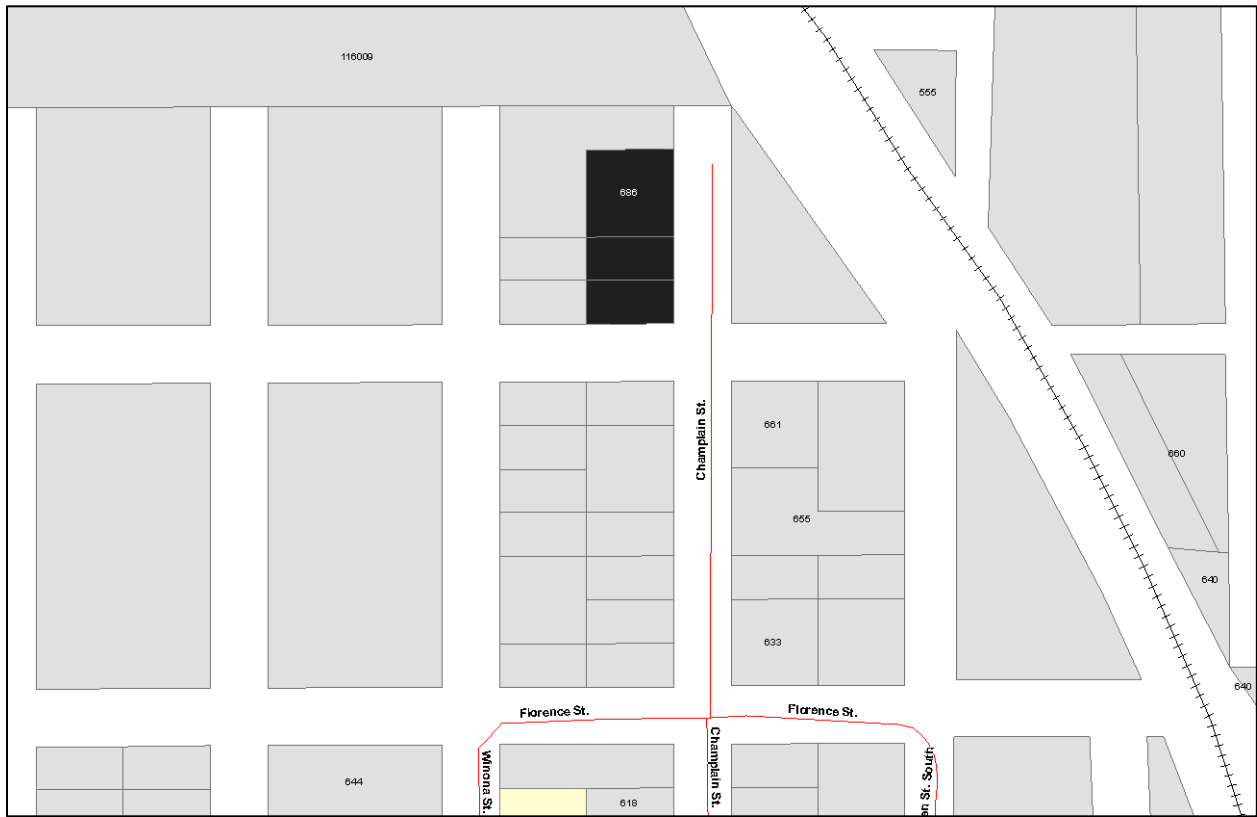 116009
555
686
Champlain St.
661
660
655
640
633
640
Florence St.
Florence St.
Winona St.
Champlain St.
en St. South
644
618